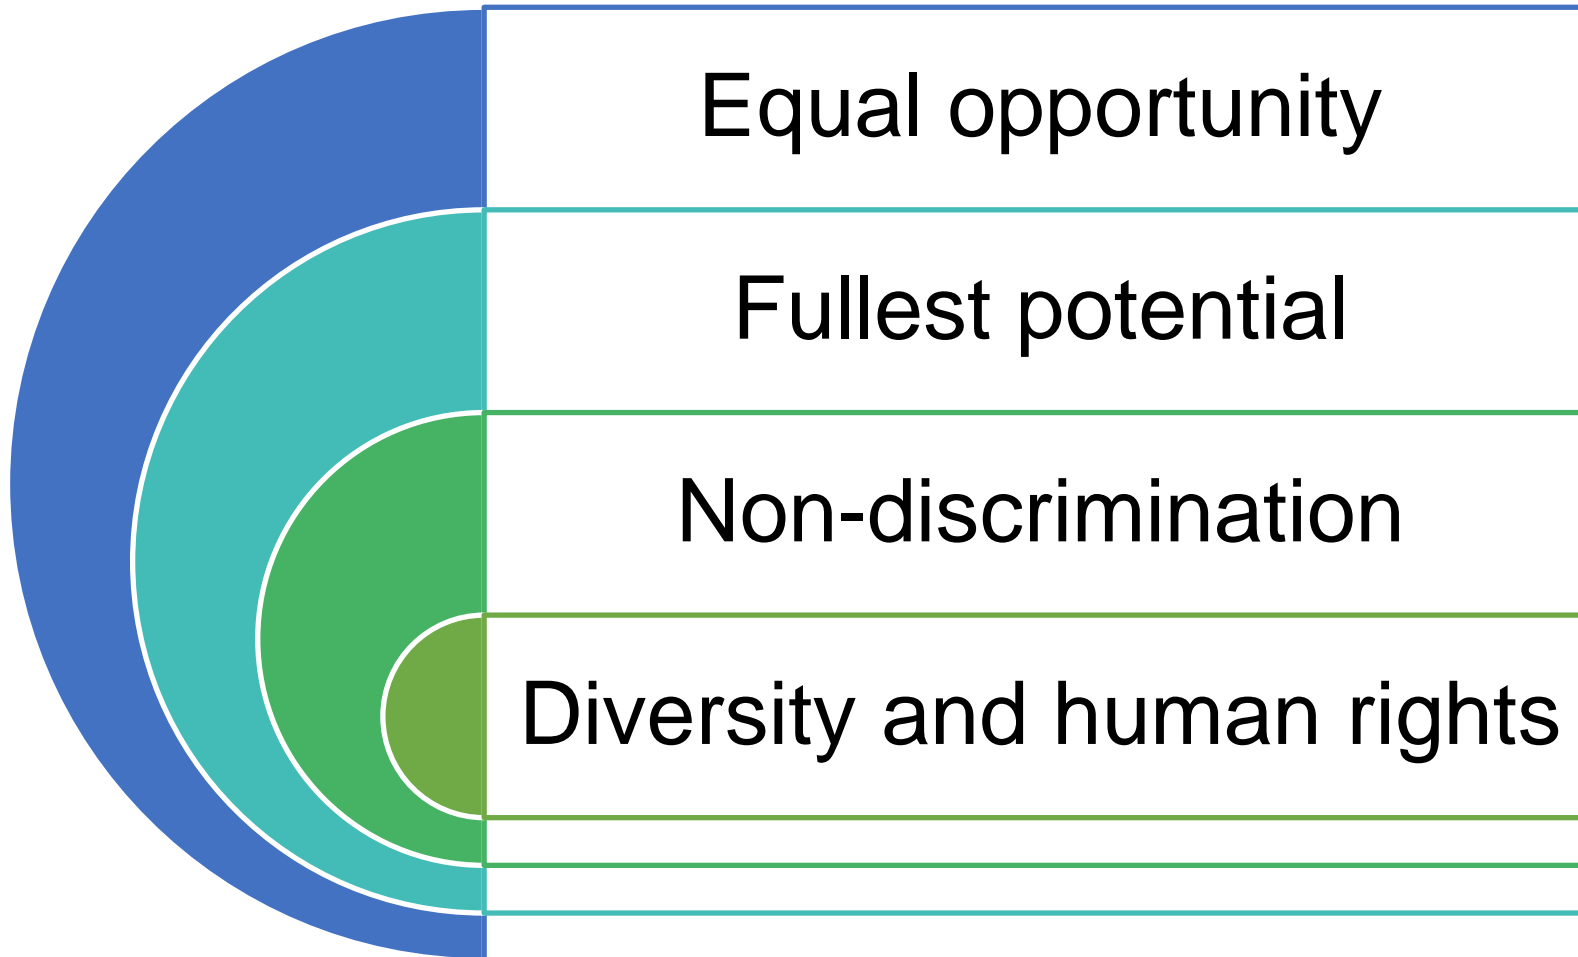 Equal opportunity
Fullest potential
Non-discrimination
Diversity and human rights